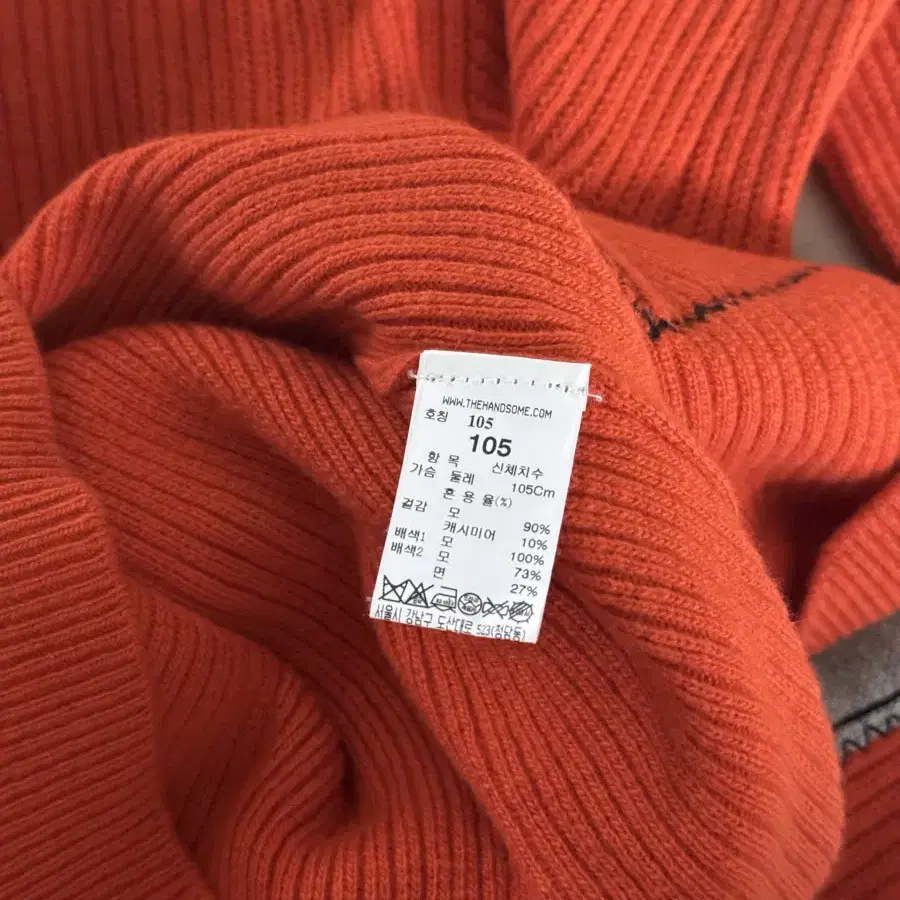 WWW.THEHANDSOME.COM
호칭 105
105
항 목 신체치수
가슴 둘레 105Cm
혼 용 율(%)
겉감 모 90%
캐시미어 10%
배색1 모 100%
배색2 모 73%
면 27%
서울시 강남구 도산대로 523(청담동)